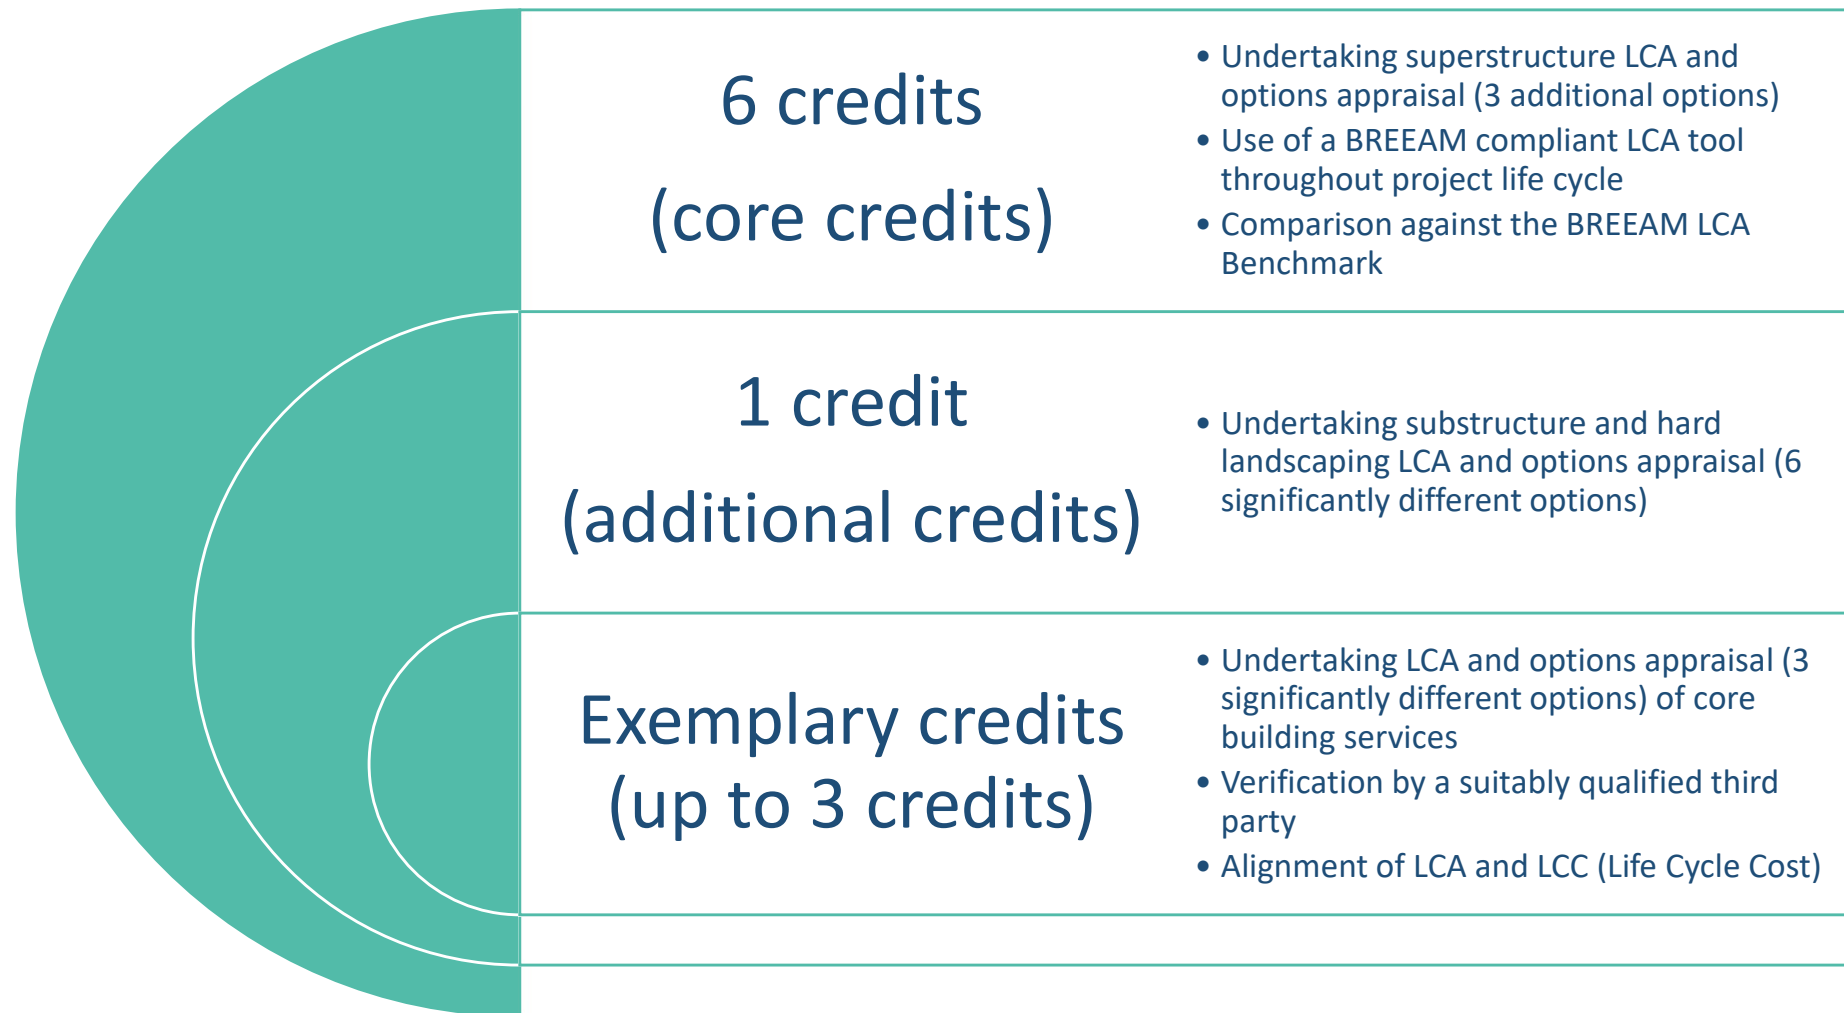 6 credits
(core credits)
• Undertaking superstructure LCA and
options appraisal (3 additional options)
• Use of a BREEAM compliant LCA tool
throughout project life cycle
• Comparison against the BREEAM LCA
Benchmark
1 credit
(additional credits)
• Undertaking substructure and hard
landscaping LCA and options appraisal (6
significantly different options)
Exemplary credits
(up to 3 credits)
• Undertaking LCA and options appraisal (3
significantly different options) of core
building services
• Verification by a suitably qualified third
party
• Alignment of LCA and LCC (Life Cycle Cost)